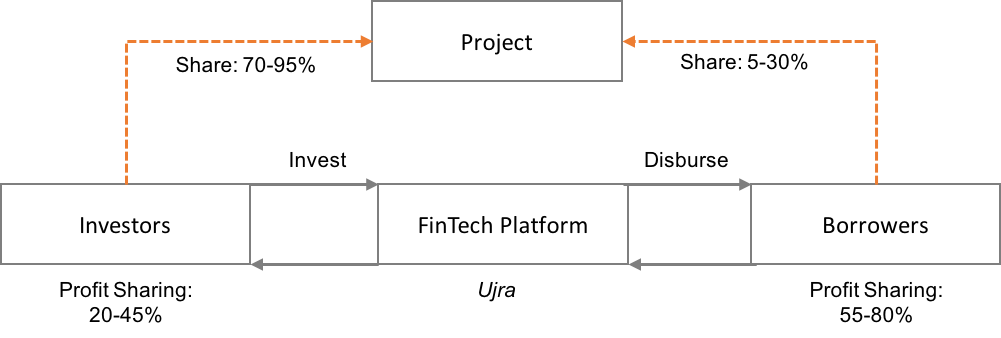 Project
Share: 70-95%
Share: 5-30%
Invest
Disburse
Investors
FinTech Platform
Borrowers
Profit Sharing:
20-45%
Ujra
Profit Sharing:
55-80%